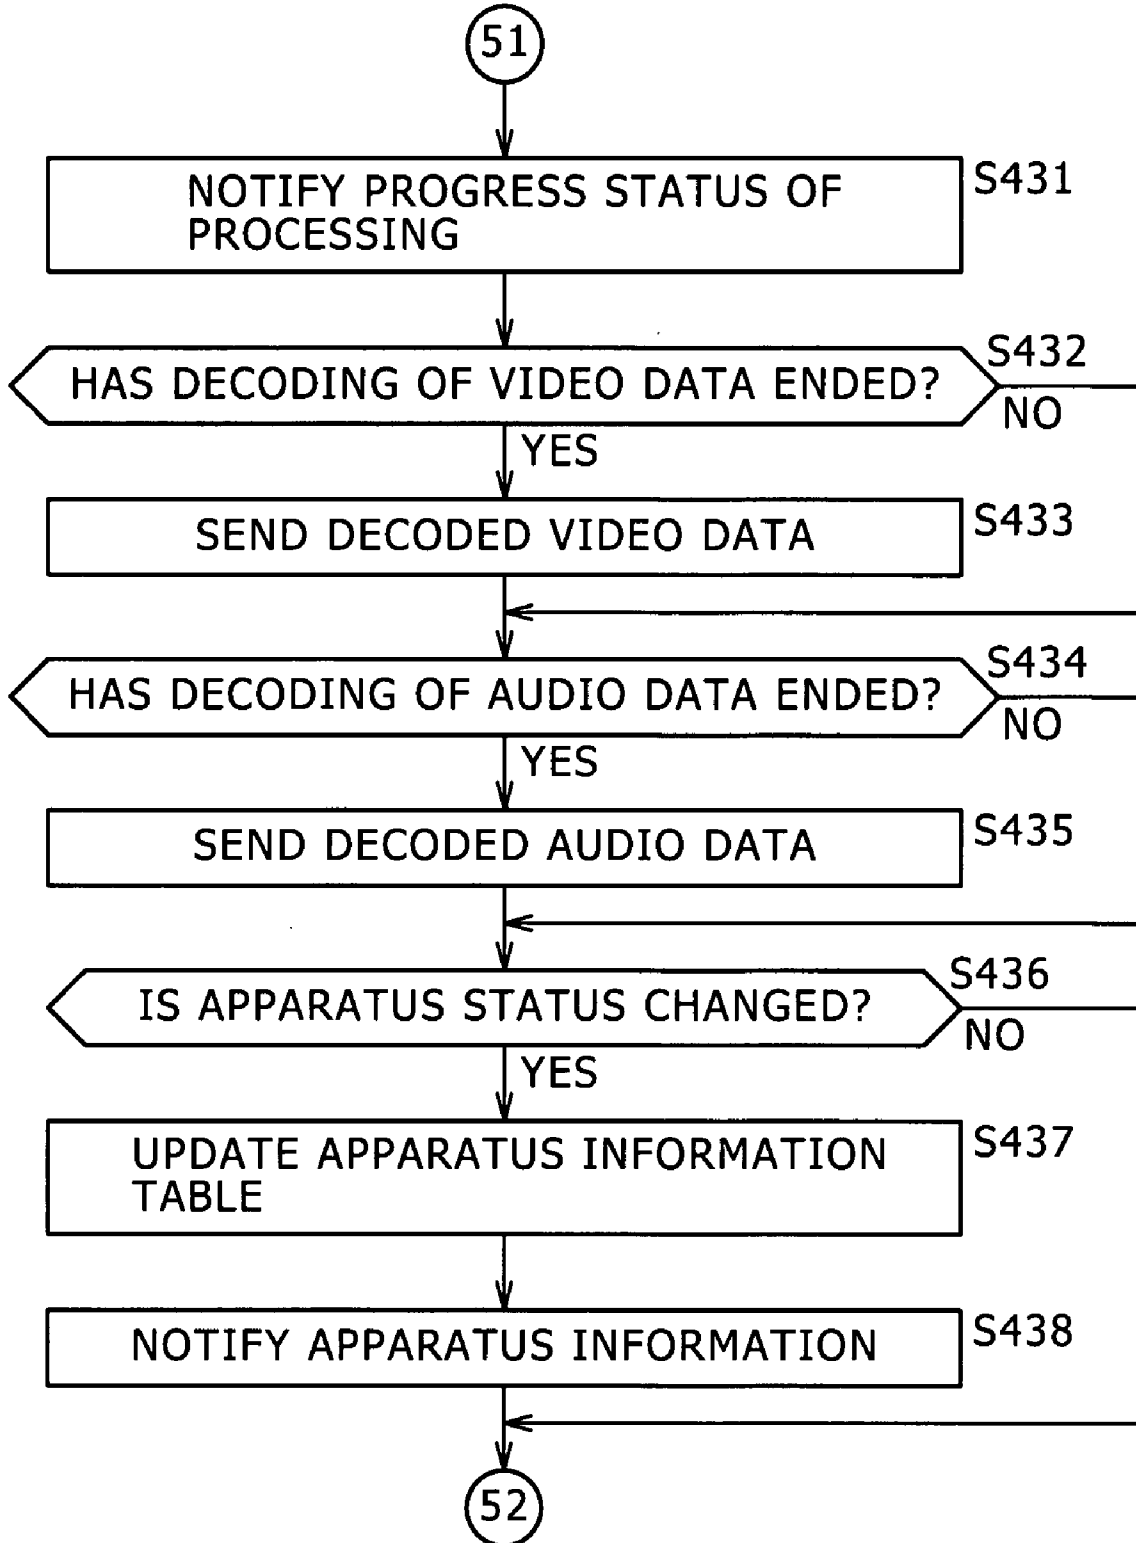 51
NOTIFY PROGRESS STATUS OF
PROCESSING
S431
HAS DECODING OF VIDEO DATA ENDED?
S432
NO
YES
SEND DECODED VIDEO DATA
S433
HAS DECODING OF AUDIO DATA ENDED?
S434
NO
YES
SEND DECODED AUDIO DATA
S435
IS APPARATUS STATUS CHANGED?
S436
NO
YES
UPDATE APPARATUS INFORMATION
TABLE
S437
NOTIFY APPARATUS INFORMATION
S438
52